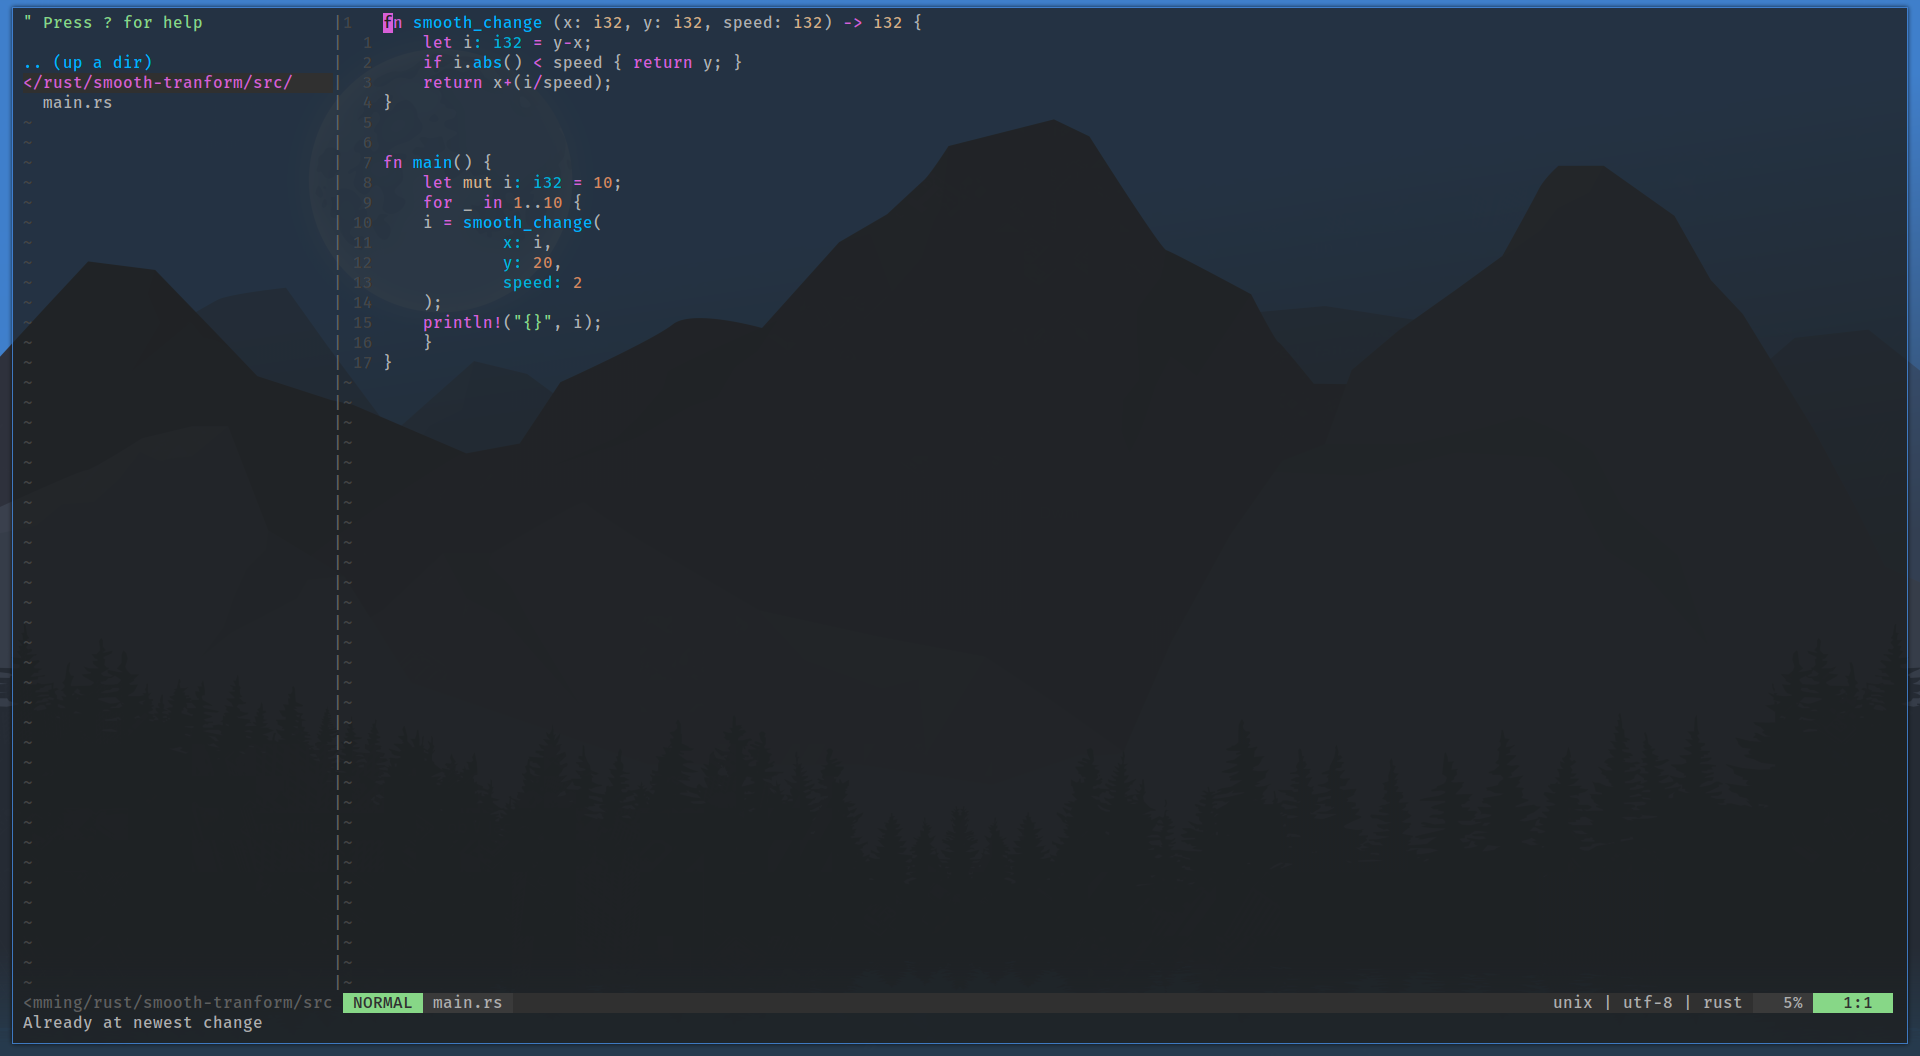 " Press ? for help
.. (up a dir)
</rust/smooth-tranform/src/
main.rs
1 fn smooth_change (x: i32, y: i32, speed: i32) -> i32 {
1 let i: i32 = y-x;
2 if i.abs() < speed { return y; }
3 return x+(i/speed);
4 }
5
6
7 fn main() {
8 let mut i: i32 = 10;
9 for _ in 1..10 {
10 i = smooth_change(
11 x: i,
12 y: 20,
13 speed: 2
14 );
15 println!("{}", i);
16 }
17 }
<mming/rust/smooth-tranform/src NORMAL main.rs unix | utf-8 | rust 5% 1:1
Already at newest change